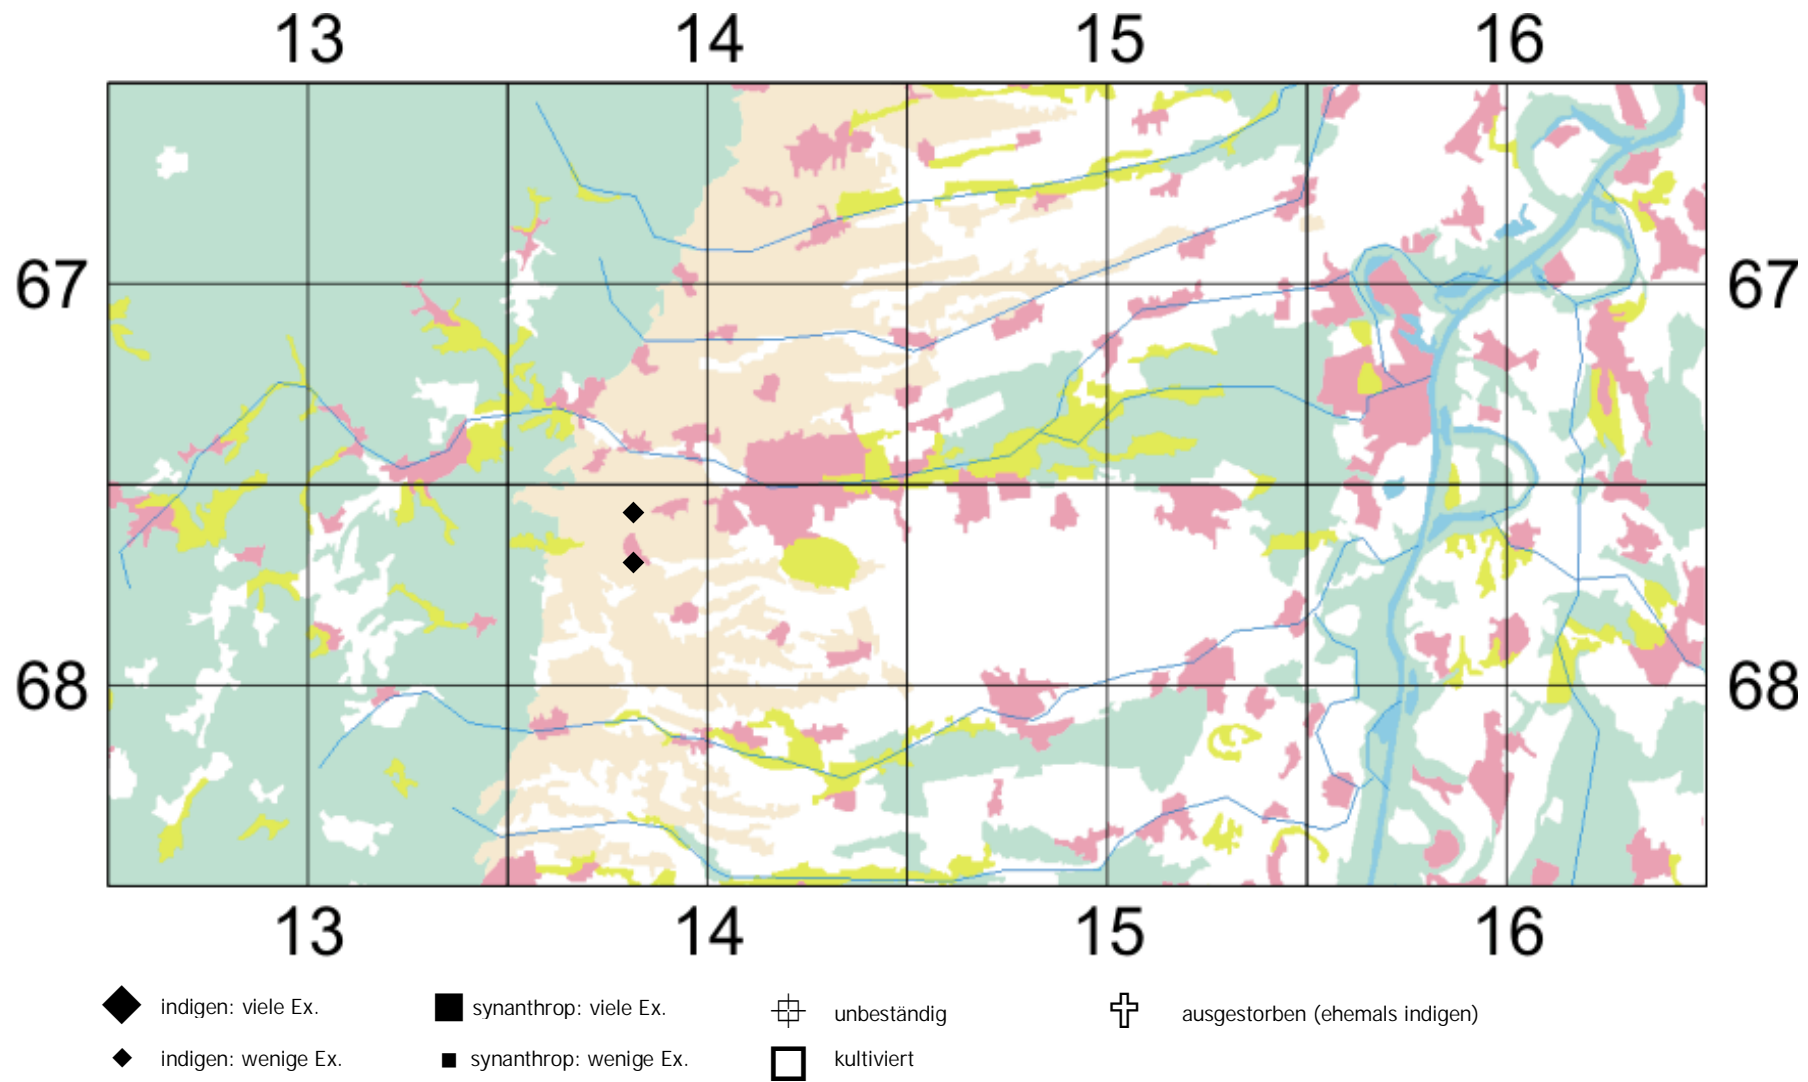 13 14 15 16
67 67
68 68
13 14 15 16
indigen: viele Ex. synanthrop: viele Ex. unbeständig ausgestorben (ehemals indigen)
indigen: wenige Ex. synanthrop: wenige Ex. kultiviert